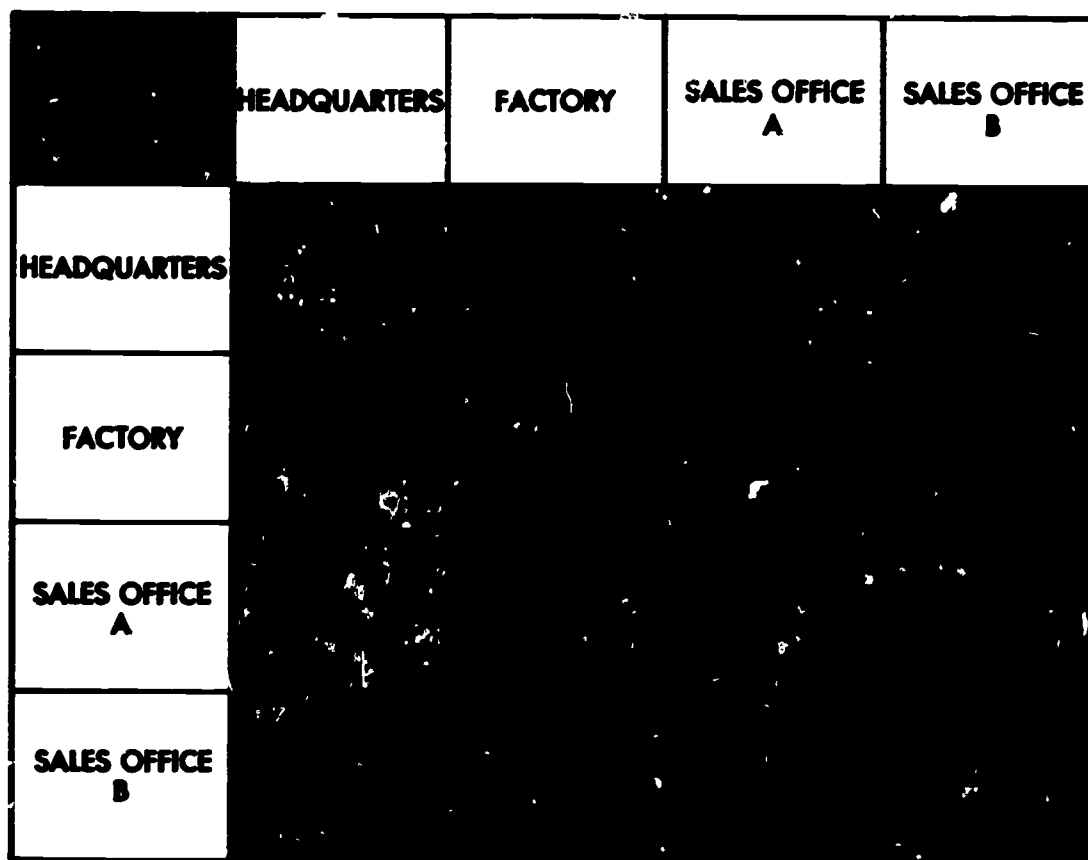 HEADQUARTERS
FACTORY
SALES OFFICE
A
SALES OFFICE
B
HEADQUARTERS
FACTORY
SALES OFFICE
A
SALES OFFICE
B